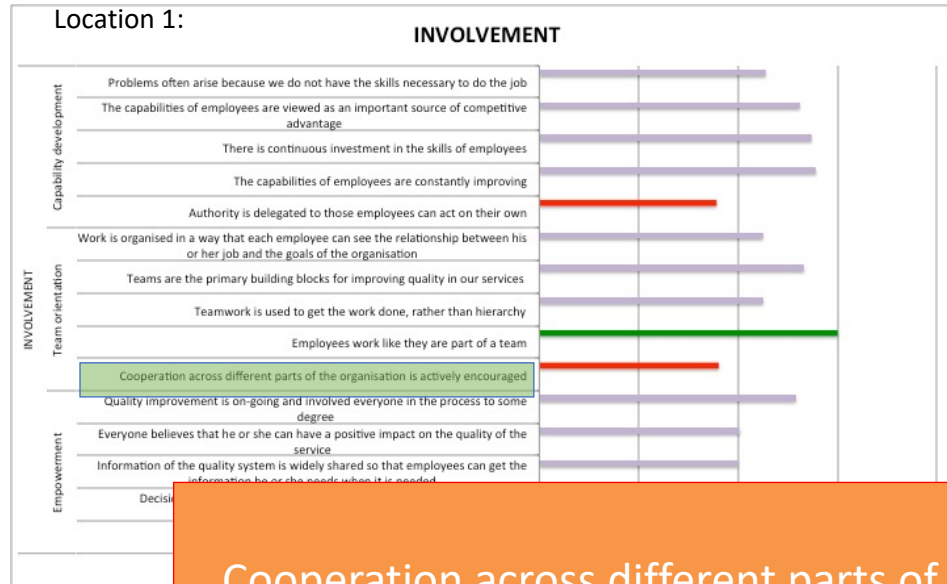 Location 1:
INVOLVEMENT
INVOLVEMENT
Capability development
Problems often arise because we do not have the skills necessary to do the job
The capabilities of employees are viewed as an important source of competitive
advantage
There is continuous investment in the skills of employees
The capabilities of employees are constantly improving
Authority is delegated to those employees can act on their own
Team orientation
Work is organised in a way that each employee can see the relationship between his
or her job and the goals of the organisation
Teams are the primary building blocks for improving quality in our services
Teamwork is used to get the work done, rather than hierarchy
Employees work like they are part of a team
Cooperation across different parts of the organisation is actively encouraged
Empowerment
Quality improvement is on-going and involved everyone in the process to some
degree
Everyone believes that he or she can have a positive impact on the quality of the
service
Information of the quality system is widely shared so that employees can get the
information he or she needs when it is needed
Cooperation across different parts of